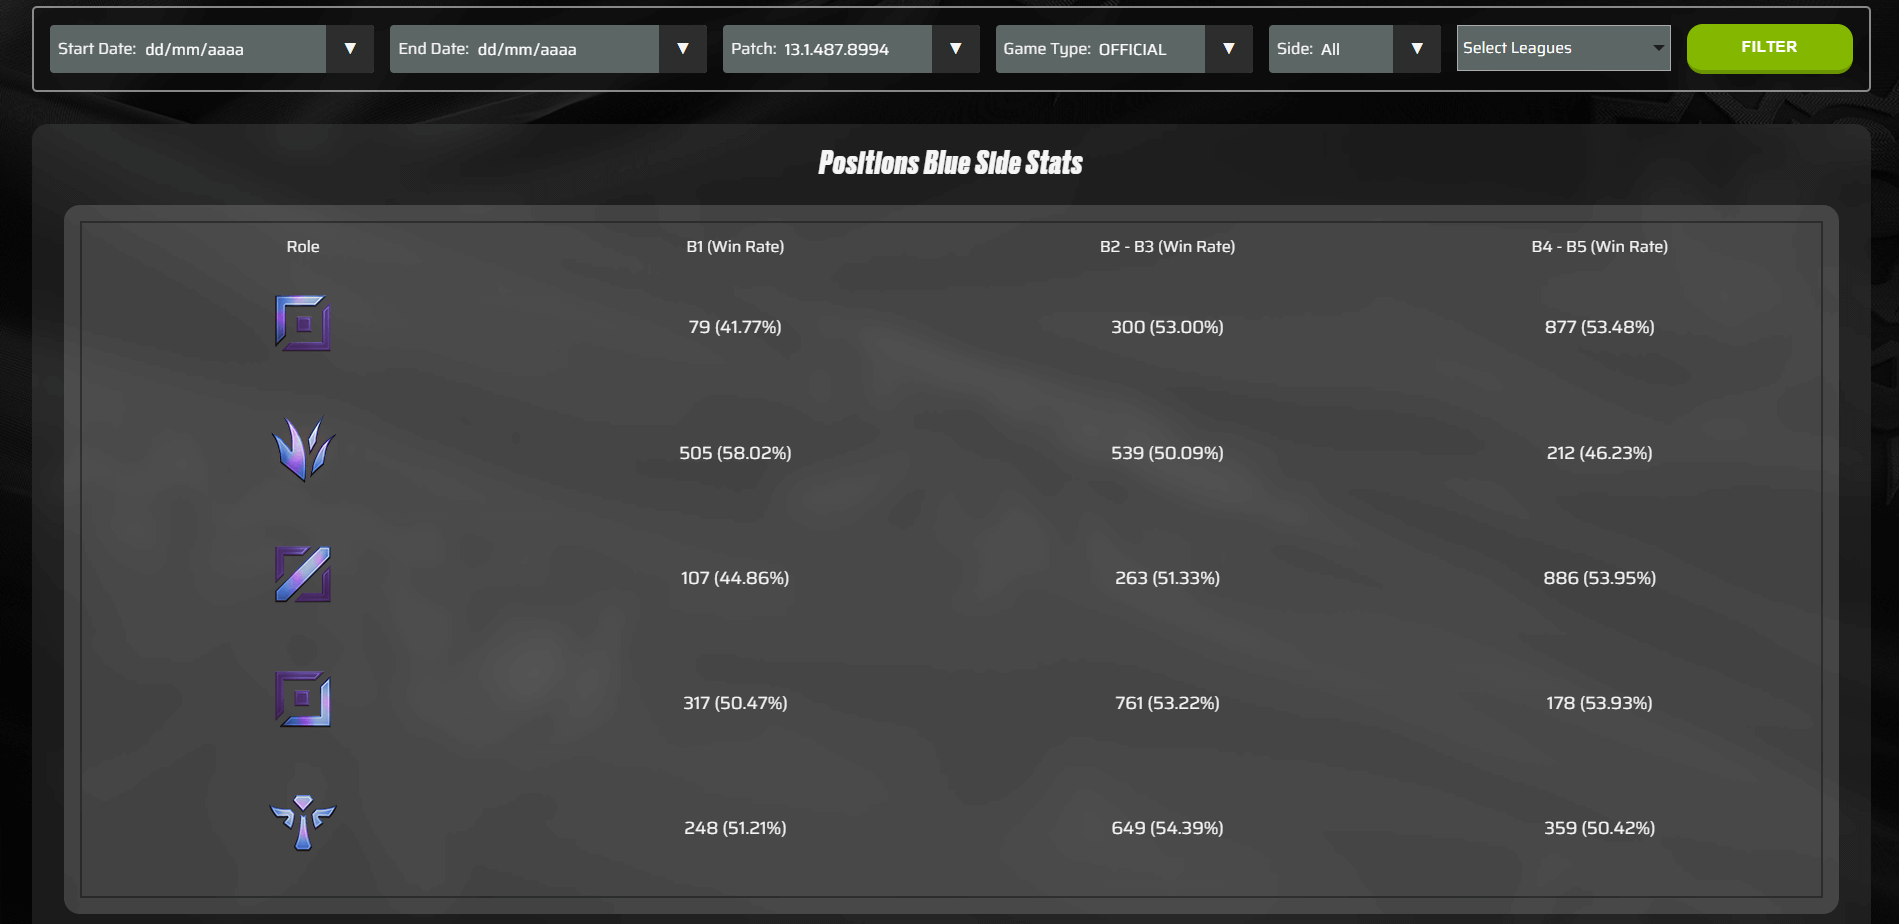 Start Date: dd/mm/aaaa ▼ End Date: dd/mm/aaaa ▼ Patch: 13.1.487.8994 ▼ Game Type: OFFICIAL ▼ Side: All ▼ Select Leagues FILTER
Positions Blue Side Stats
Role B1 (Win Rate) B2 - B3 (Win Rate) B4 - B5 (Win Rate)
79 (41.77%) 300 (53.00%) 877 (53.48%)
505 (58.02%) 539 (50.09%) 212 (46.23%)
107 (44.86%) 263 (51.33%) 886 (53.95%)
317 (50.47%) 761 (53.22%) 178 (53.93%)
248 (51.21%) 649 (54.39%) 359 (50.42%)